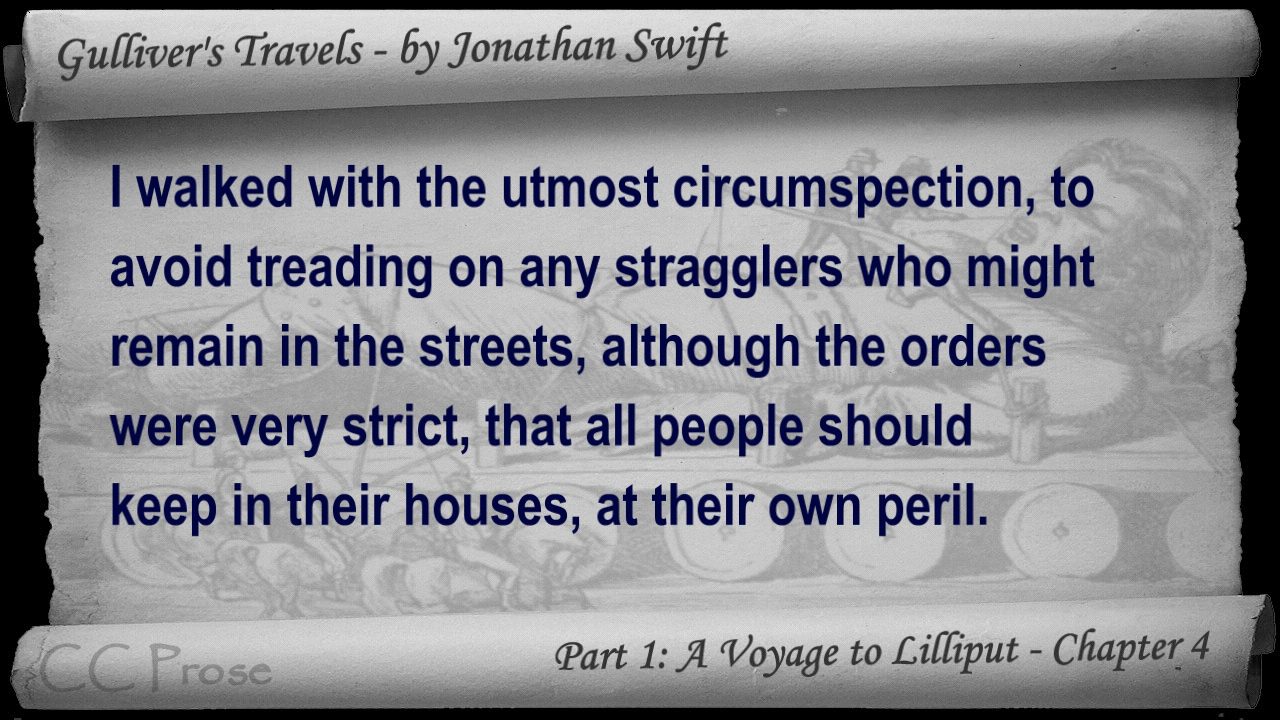 Gulliver's Travels - by Jonathan Swift
I walked with the utmost circumspection, to
avoid treading on any stragglers who might
remain in the streets, although the orders
were very strict, that all people should
keep in their houses, at their own peril.
CC Prose
Part 1: A Voyage to Lilliput - Chapter 4